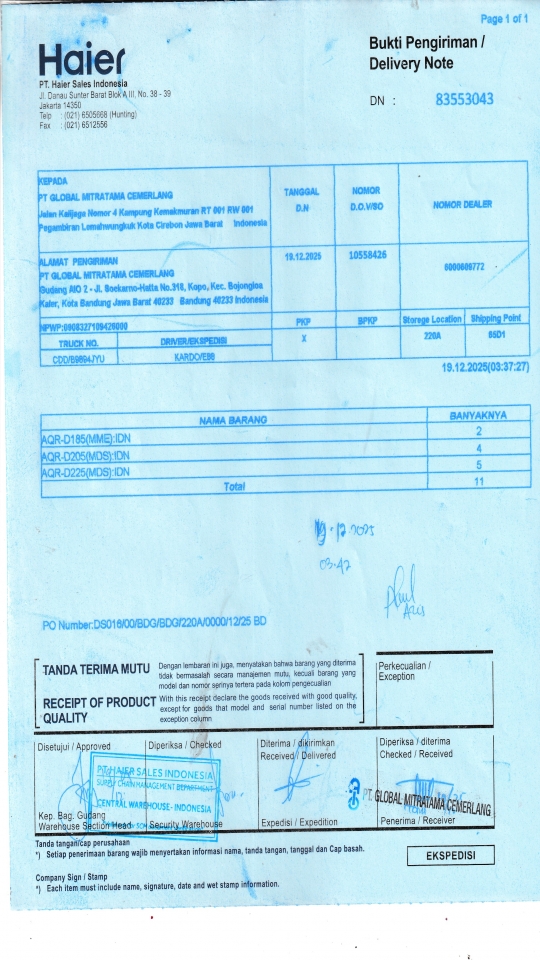 Page 1 of 1
Haier
PT. Haier Sales Indonesia
Jl. Danau Sunter Barat Blok A III, No. 38 - 39
Jakarta 14350
Telp : (021) 6505668 (Hunting)
Fax : (021) 6512556
Bukti Pengiriman /
Delivery Note
DN : 83553043
KEPADA
PT GLOBAL MITRATAMA CEMERLANG
Jalan Kalijaga Nomor 4 Kampung Kemakmuran RT 001 RW 001
Pegambiran Lemahwungkuk Kota Cirebon Jawa Barat Indonesia
TANGGAL
D.N
NOMOR
D.O.V/SO
NOMOR DEALER
ALAMAT PENGIRIMAN
PT GLOBAL MITRATAMA CEMERLANG
Gudang AIO 2 - Jl. Soekarno-Hatta No.318, Kopo, Kec. Bojongloa
Kaler, Kota Bandung Jawa Barat 40233 Bandung 40233 Indonesia
19.12.2025
10558426
6000609772
NPWP:0908327109426000
PKP
BPKP
Storage Location
Shipping Point
TRUCK NO.
DRIVER/EKSPEDISI
X
220A
65D1
CDD/B9894JYU
KARDO/E80
19.12.2025(03:37:27)
NAMA BARANG
BANYAKNYA
AQR-D185(MME):IDN
2
AQR-D205(MDS):IDN
4
AQR-D225(MDS):IDN
5
Total
11
19-12 2025
03-42
Aris
PO Number:DS016/00/BDG/BDG/220A/0000/12/25 BD
TANDA TERIMA MUTU
Dengan lembaran ini juga, menyatakan bahwa barang yang diterima
tidak bermasalah secara manajemen mutu, kecuali barang yang
model dan nomor serinya tertera pada kolom pengecualian
RECEIPT OF PRODUCT
QUALITY
With this receipt declare the goods received with good quality,
except for goods that model and serial number listed on the
exception column
Perkecualian /
Exception
Disetujui / Approved
Diperiksa / Checked
Diterima / dikirimkan
Received / Delivered
Diperiksa / diterima
Checked / Received
PT HAIER SALES INDONESIA
SUPPLY CHAIN MANAGEMENT DEPARTMENT
CENTRAL WAREHOUSE- INDONESIA
PT. GLOBAL MITRATAMA CEMERLANG
Kep. Bag. Gudang
Warehouse Section Head
Security Warehouse
Expedisi / Expedition
Penerima / Receiver
Tanda tangan/cap perusahaan
*) Setiap penerimaan barang wajib menyertakan informasi nama, tanda tangan, tanggal dan Cap basah.
EKSPEDISI
Company Sign / Stamp
*) Each item must include name, signature, date and wet stamp information.